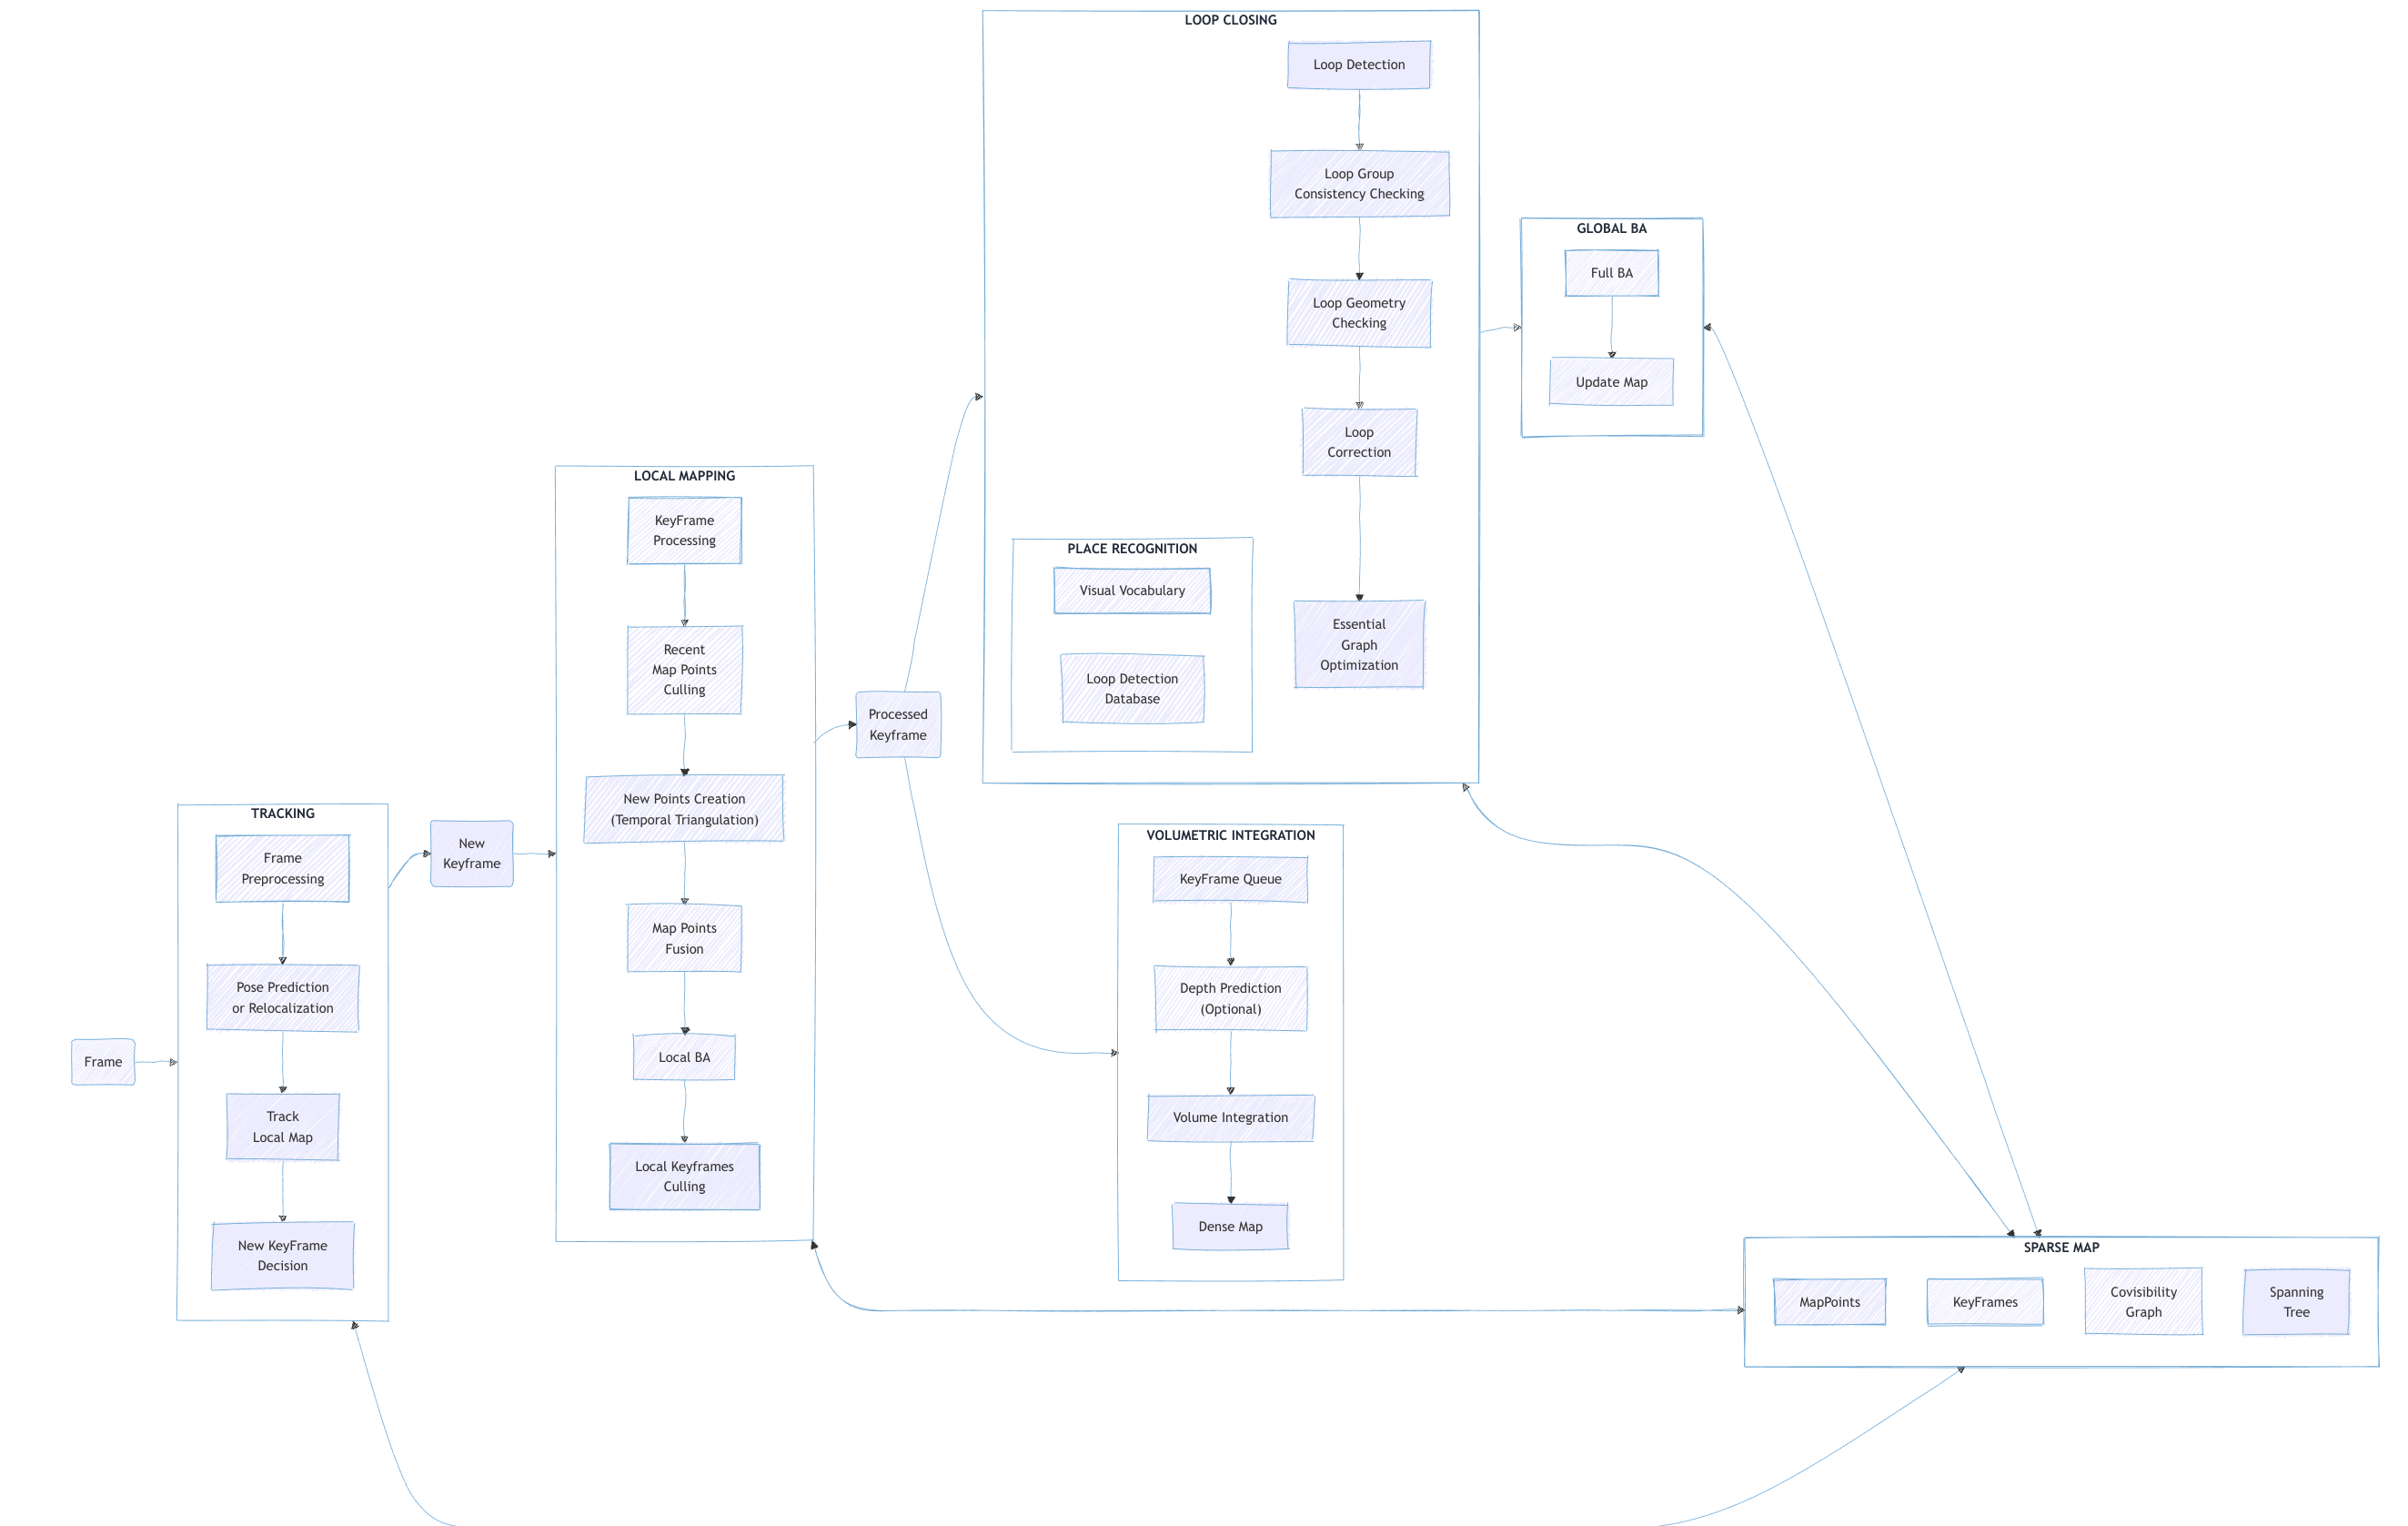 Frame
TRACKING
Frame
Preprocessing
Pose Prediction
or Relocalization
Track
Local Map
New KeyFrame
Decision
New
Keyframe
LOCAL MAPPING
KeyFrame
Processing
Recent
Map Points
Culling
New Points Creation
(Temporal Triangulation)
Map Points
Fusion
Local BA
Local Keyframes
Culling
Processed
Keyframe
LOOP CLOSING
Loop Detection
Loop Group
Consistency Checking
Loop Geometry
Checking
Loop
Correction
Essential
Graph
Optimization
PLACE RECOGNITION
Visual Vocabulary
Loop Detection
Database
VOLUMETRIC INTEGRATION
KeyFrame Queue
Depth Prediction
(Optional)
Volume Integration
Dense Map
GLOBAL BA
Full BA
Update Map
SPARSE MAP
MapPoints
KeyFrames
Covisibility
Graph
Spanning
Tree